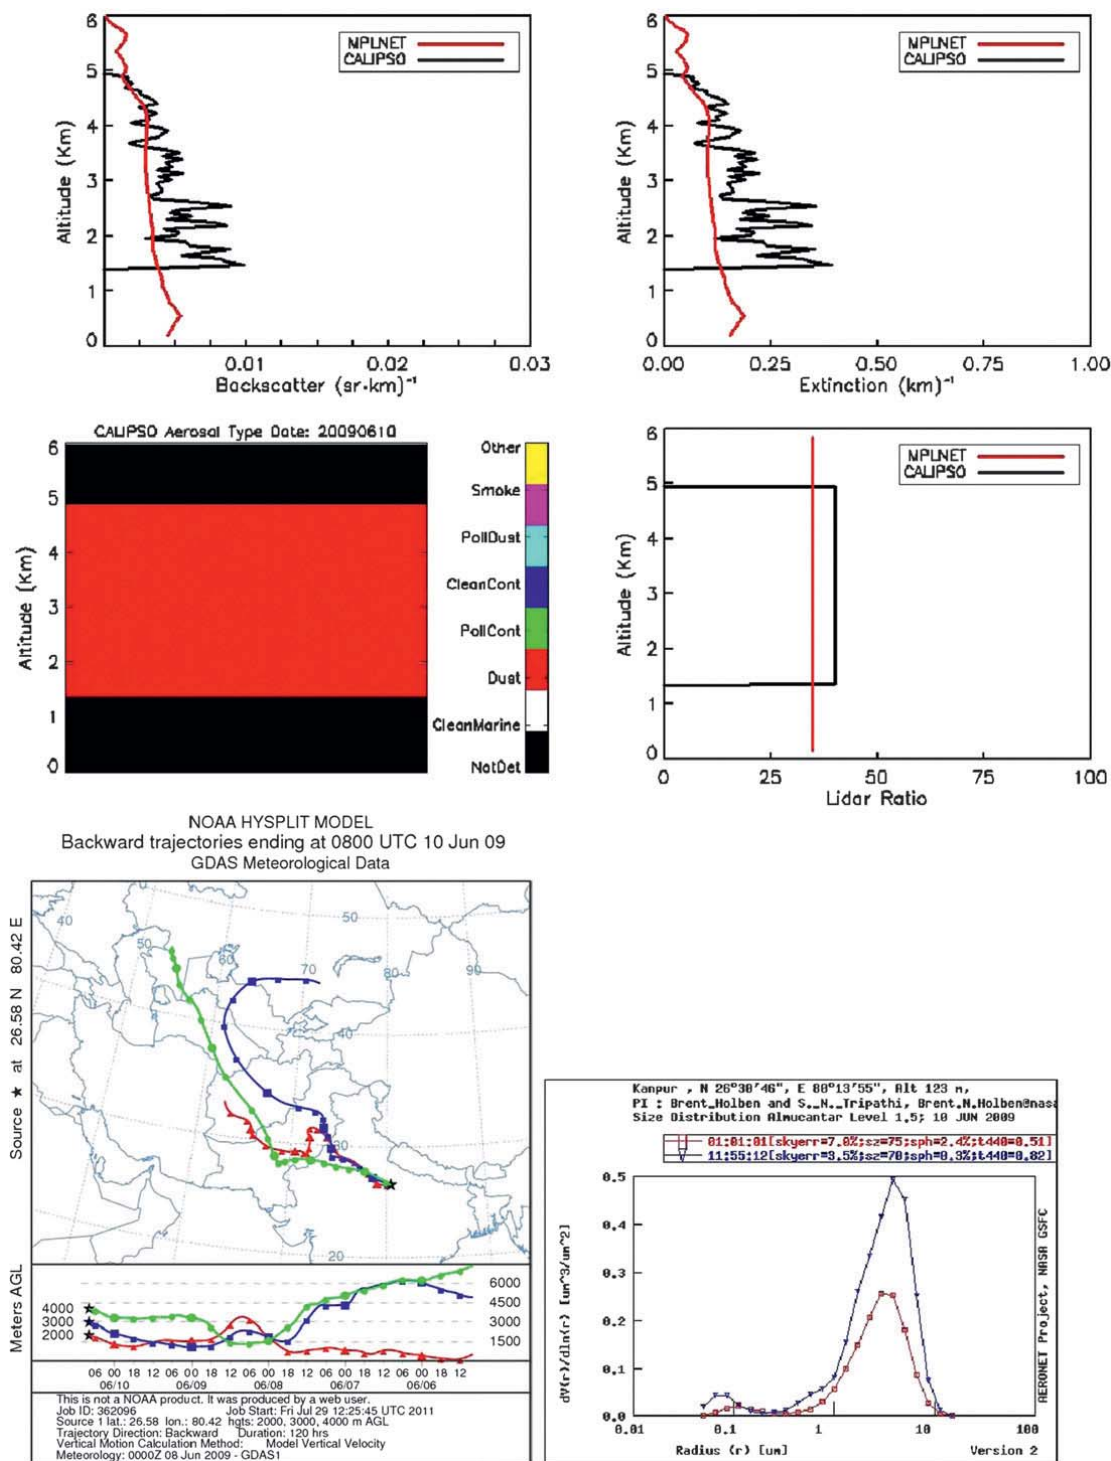 6
5
4
3
2
1
0
Altitude (Km)
MPLNET
CALIPSO
0.01
0.02
0.03
Backscatter (sr·km)⁻¹
6
5
4
3
2
1
0
Altitude (Km)
MPLNET
CALIPSO
0.00
0.25
0.50
0.75
1.00
Extinction (km)⁻¹
CALIPSO Aerosal Type Date: 20090610
6
5
4
3
2
1
0
Altitude (Km)
Other
Smoke
PollDust
CleanCont
PollCont
Dust
CleanMarine
NotDet
6
5
4
3
2
1
0
Altitude (Km)
MPLNET
CALIPSO
0
25
50
75
100
Lidar Ratio
NOAA HYSPLIT MODEL
Backward trajectories ending at 0800 UTC 10 Jun 09
GDAS Meteorological Data
Source ★ at 26.58 N 80.42 E
40
50
60
70
80
90
50
40
30
20
Meters AGL
4000
3000
2000
6000
4500
3000
1500
06 00 18 12 06 00 18 12 06 00 18 12 06 00 18 12 06 00 18 12
06/10 06/09 06/08 06/07 06/06
This is not a NOAA product. It was produced by a web user.
Job ID: 362096 Job Start: Fri Jul 29 12:25:45 UTC 2011
Source 1 lat.: 26.58 lon.: 80.42 hgts: 2000, 3000, 4000 m AGL
Trajectory Direction: Backward Duration: 120 hrs
Vertical Motion Calculation Method: Model Vertical Velocity
Meteorology: 0000Z 08 Jun 2009 - GDAS1
Kanpur , N 26°30'46", E 80°13'55", Alt 123 m,
PI : Brent_Holben and S._N._Tripathi, Brent.N.Holben@nasa
Size Distribution Almucantar Level 1.5; 10 JUN 2009
01:01:01[skyerr=7.0%;sz=75;sph=2.4%;t440=0.51]
11:55:12[skyerr=3.5%;sz=70;sph=0.3%;t440=0.82]
0.5
0.4
0.3
0.2
0.1
0.0
dV(r)/dln(r) [um^3/um^2]
0.01
0.1
1
10
100
Radius (r) [um]
Version 2
AERONET Project, NASA GSFC